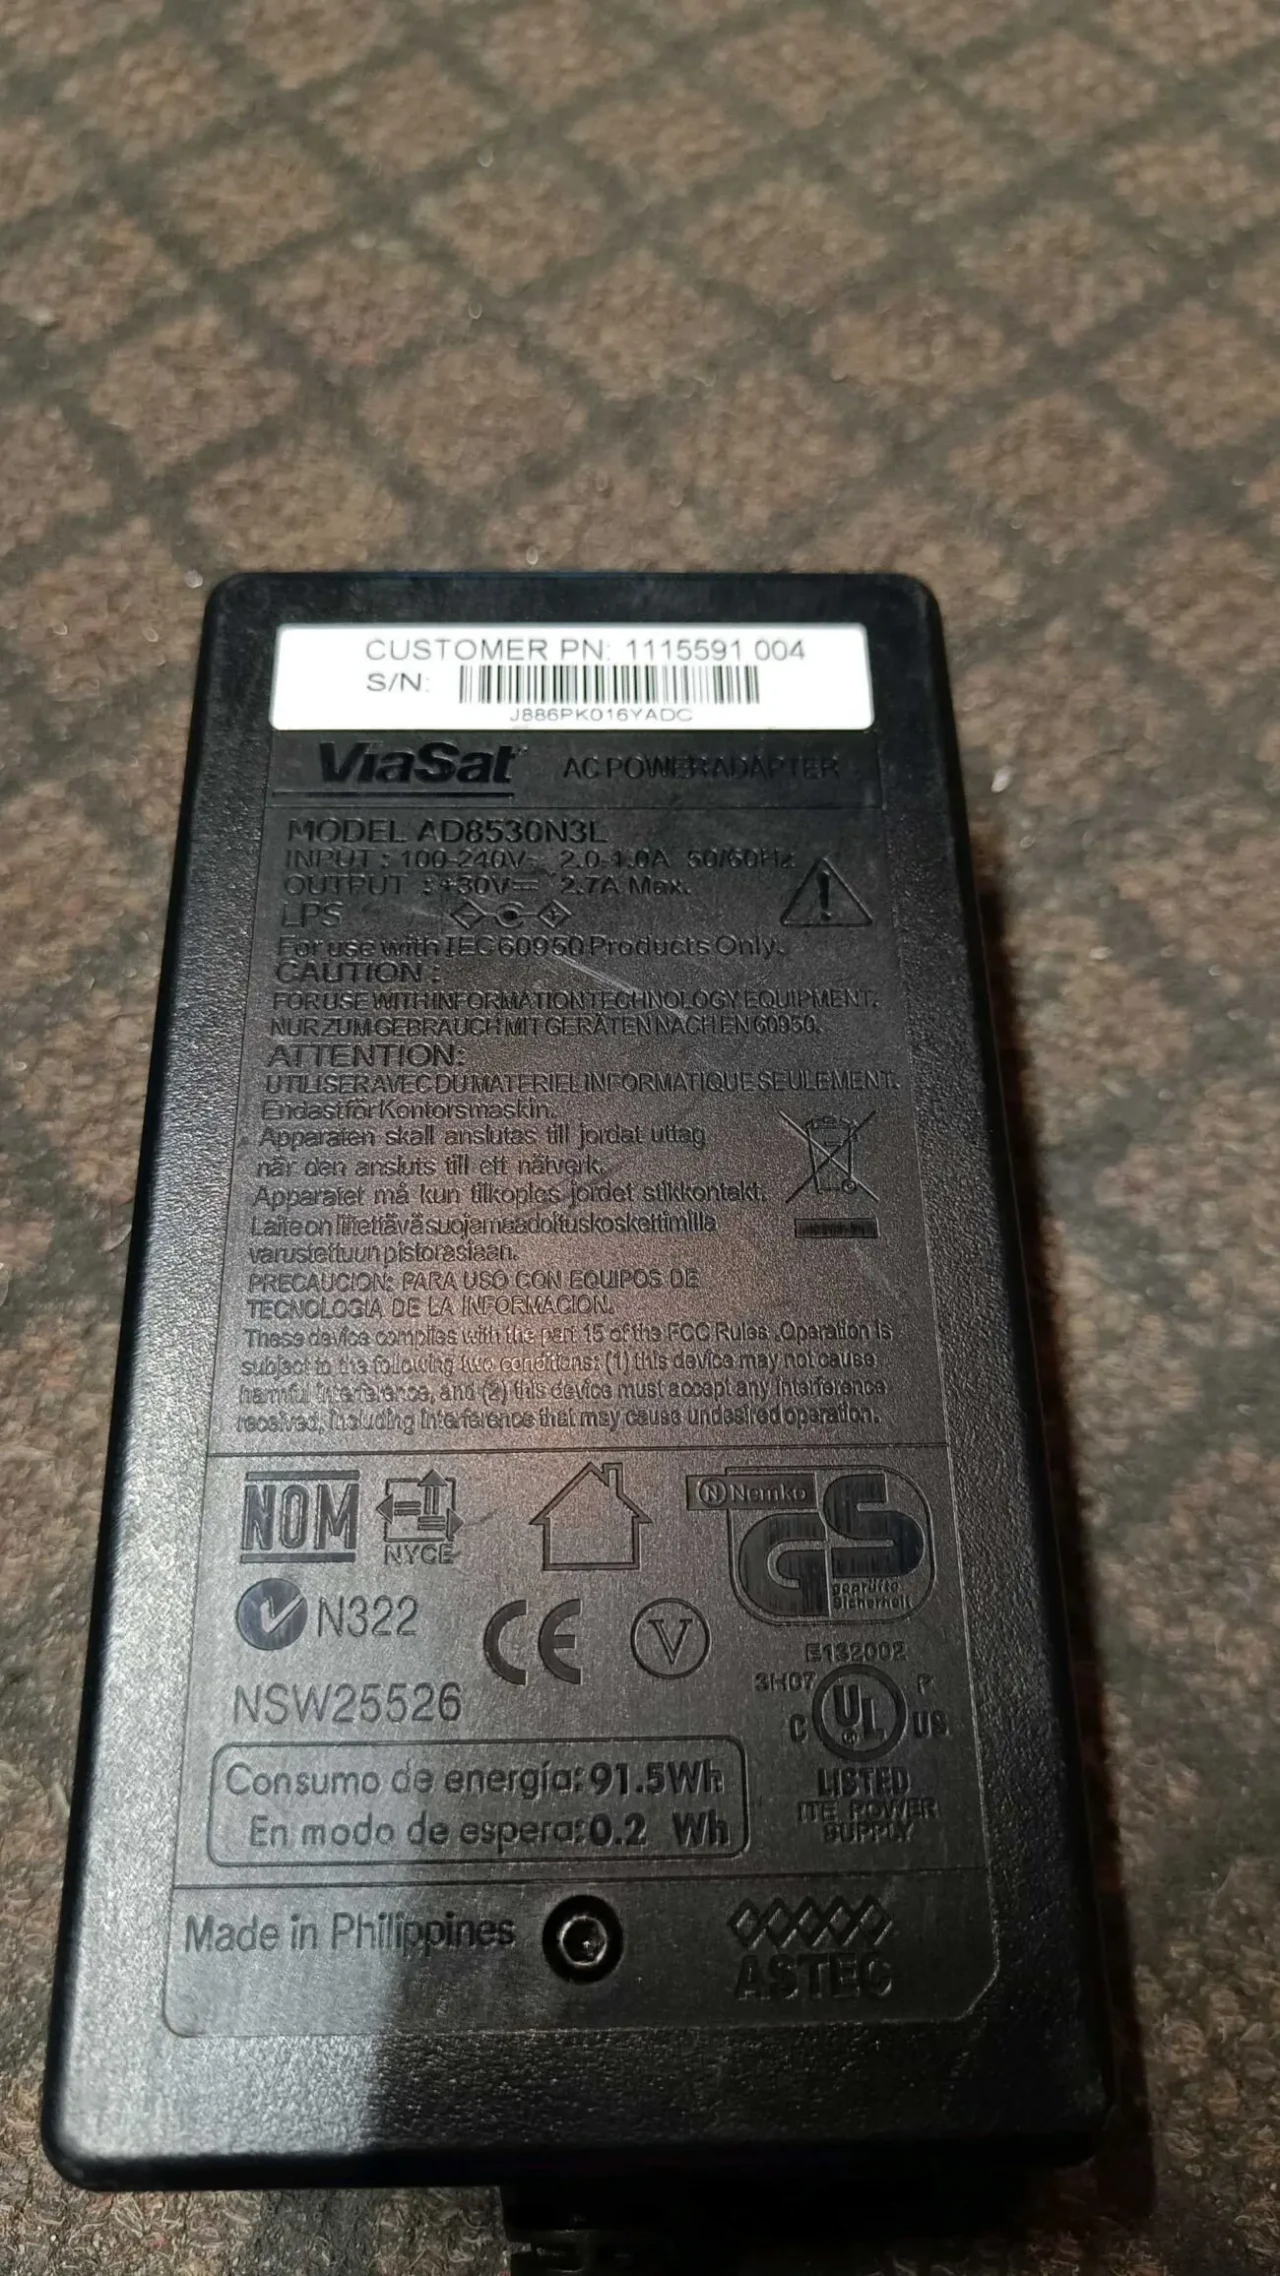 CUSTOMER PN: 1115591 004
S/N:
J886PK016YADC
ViaSat™ AC POWER ADAPTER
MODEL AD8530N3L
INPUT : 100-240V~ 2.0-1.0A 50/60Hz
OUTPUT : +30V⎓ 2.7A Max.
LPS
For use with IEC60950 Products Only.
CAUTION :
FOR USE WITH INFORMATION TECHNOLOGY EQUIPMENT.
NUR ZUM GEBRAUCH MIT GERÄTEN NACH EN 60950.
ATTENTION:
UTILISER AVEC DU MATERIEL INFORMATIQUE SEULEMENT.
Endast för Kontorsmaskin.
Apparaten skall anslutas till jordat uttag
när den ansluts till ett nätverk.
Apparatet må kun tilkoples jordet stikkontakt.
Laite on liitettävä suojamaadoituskoskettimilla
varustettuun pistorasiaan.
PRECAUCION: PARA USO CON EQUIPOS DE
TECNOLOGIA DE LA INFORMACION.
These device complies with the part 15 of the FCC Rules .Operation is
subject to the following two conditions: (1) this device may not cause
harmful interference, and (2) this device must accept any interference
received, including interference that may cause undesired operation.
NOM
NYCE
N Nemko
GS
geprüfte
Sicherheit
N322
CE
V
E132002
3H07 P
C UL US
NSW25526
LISTED
ITE POWER
SUPPLY
Consumo de energía: 91.5Wh
En modo de espera: 0.2 Wh
Made in Philippines
ASTEC